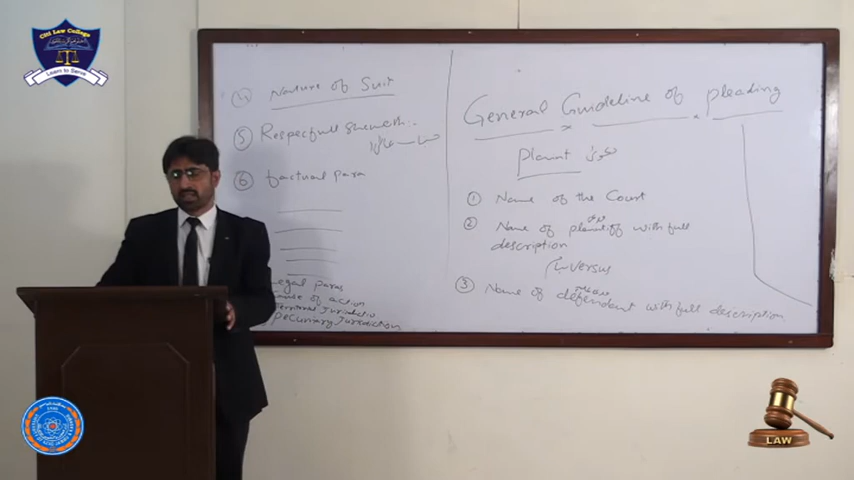 Citi Law College
Learn to Serve
General Guideline of pleading
Plaint دعویٰ
① Name of the Court
② Name of plaintiff with full
description
Versus
③ Name of defendant with full description
Nature of Suit
⑤ Respectfull Sheweth:-
⑥ factual para
Legal paras
Cause of action
Territorial Jurisdictio
Pecuniary Jurisdiction
LAW